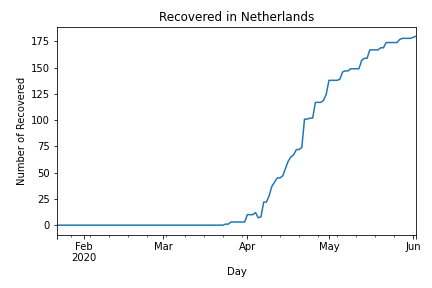 Recovered in Netherlands
Number of Recovered
175
150
125
100
75
50
25
0
Feb
2020
Mar
Apr
May
Jun
Day